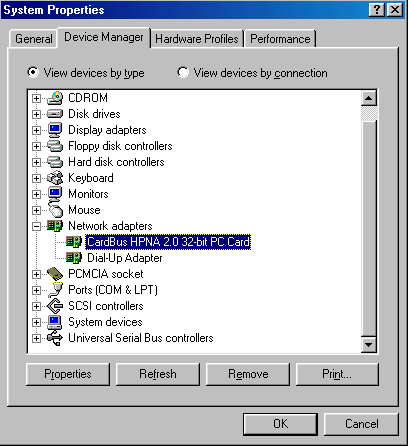 System Properties
General Device Manager Hardware Profiles Performance
View devices by type View devices by connection
CDROM
Disk drives
Display adapters
Floppy disk controllers
Hard disk controllers
Keyboard
Monitors
Mouse
Network adapters
CardBus HPNA 2.0 32-bit PC Card
Dial-Up Adapter
PCMCIA socket
Ports (COM & LPT)
SCSI controllers
System devices
Universal Serial Bus controllers
Properties Refresh Remove Print...
OK Cancel